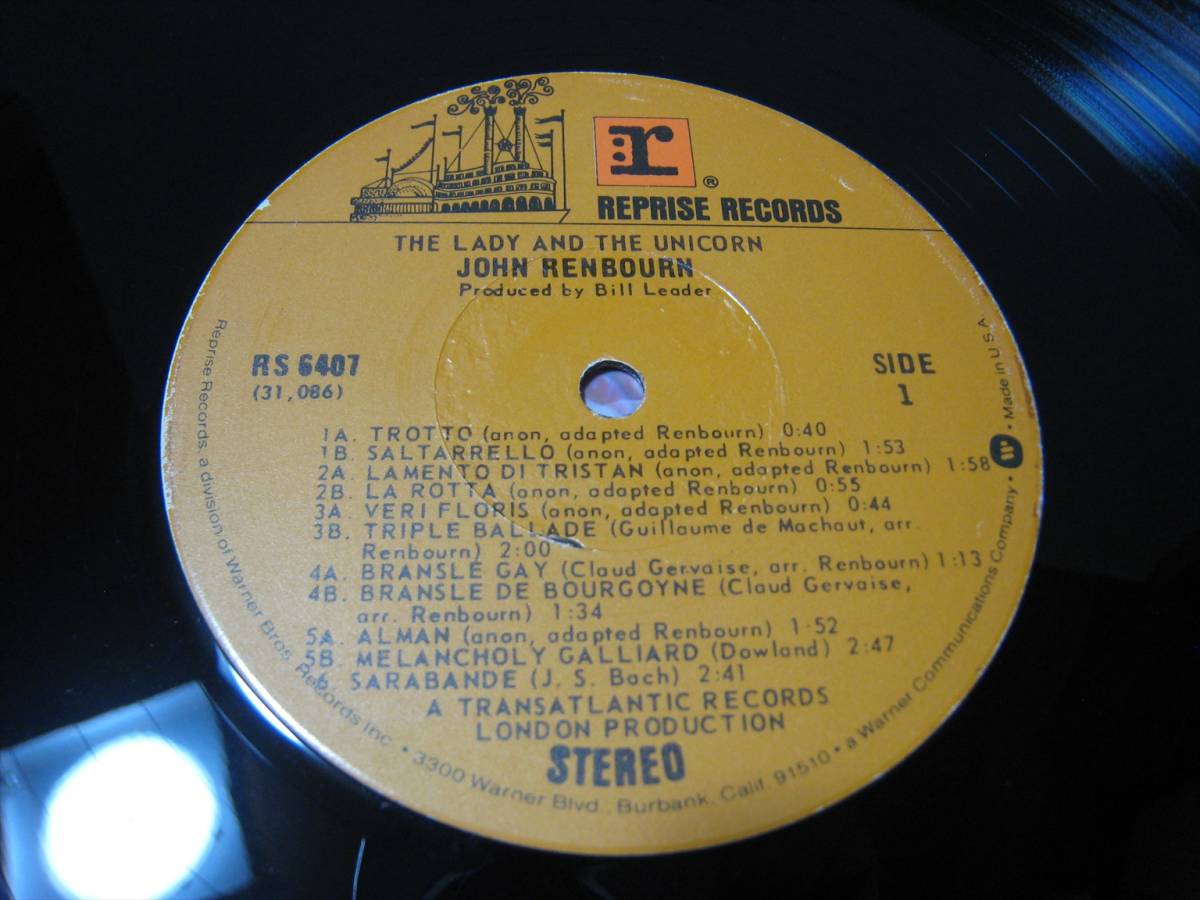 r ®
REPRISE RECORDS
THE LADY AND THE UNICORN
JOHN RENBOURN
Produced by Bill Leader
RS 6407
(31,086)
SIDE
1
1A. TROTTO (anon, adapted Renbourn) 0:40
1B. SALTARRELLO (anon, adapted Renbourn) 1:53
2A. LAMENTO DI TRISTAN (anon, adapted Renbourn) 1:58
2B. LA ROTTA (anon, adapted Renbourn) 0:55
3A. VERI FLORIS (anon, adapted Renbourn) 0:44
3B. TRIPLE BALLADE (Guillaume de Machaut, arr.
Renbourn) 2:00
4A. BRANSLE GAY (Claud Gervaise, arr. Renbourn) 1:13
4B. BRANSLE DE BOURGOYNE (Claud Gervaise,
arr. Renbourn) 1:34
5A. ALMAN (anon, adapted Renbourn) 1:52
5B. MELANCHOLY GALLIARD (Dowland) 2:47
6. SARABANDE (J. S. Bach) 2:41
A TRANSATLANTIC RECORDS
LONDON PRODUCTION
STEREO
Reprise Records, a division of Warner Bros. Records Inc. • 3300 Warner Blvd., Burbank, Calif. 91510 • a Warner Communications Company • W • Made in U.S.A.